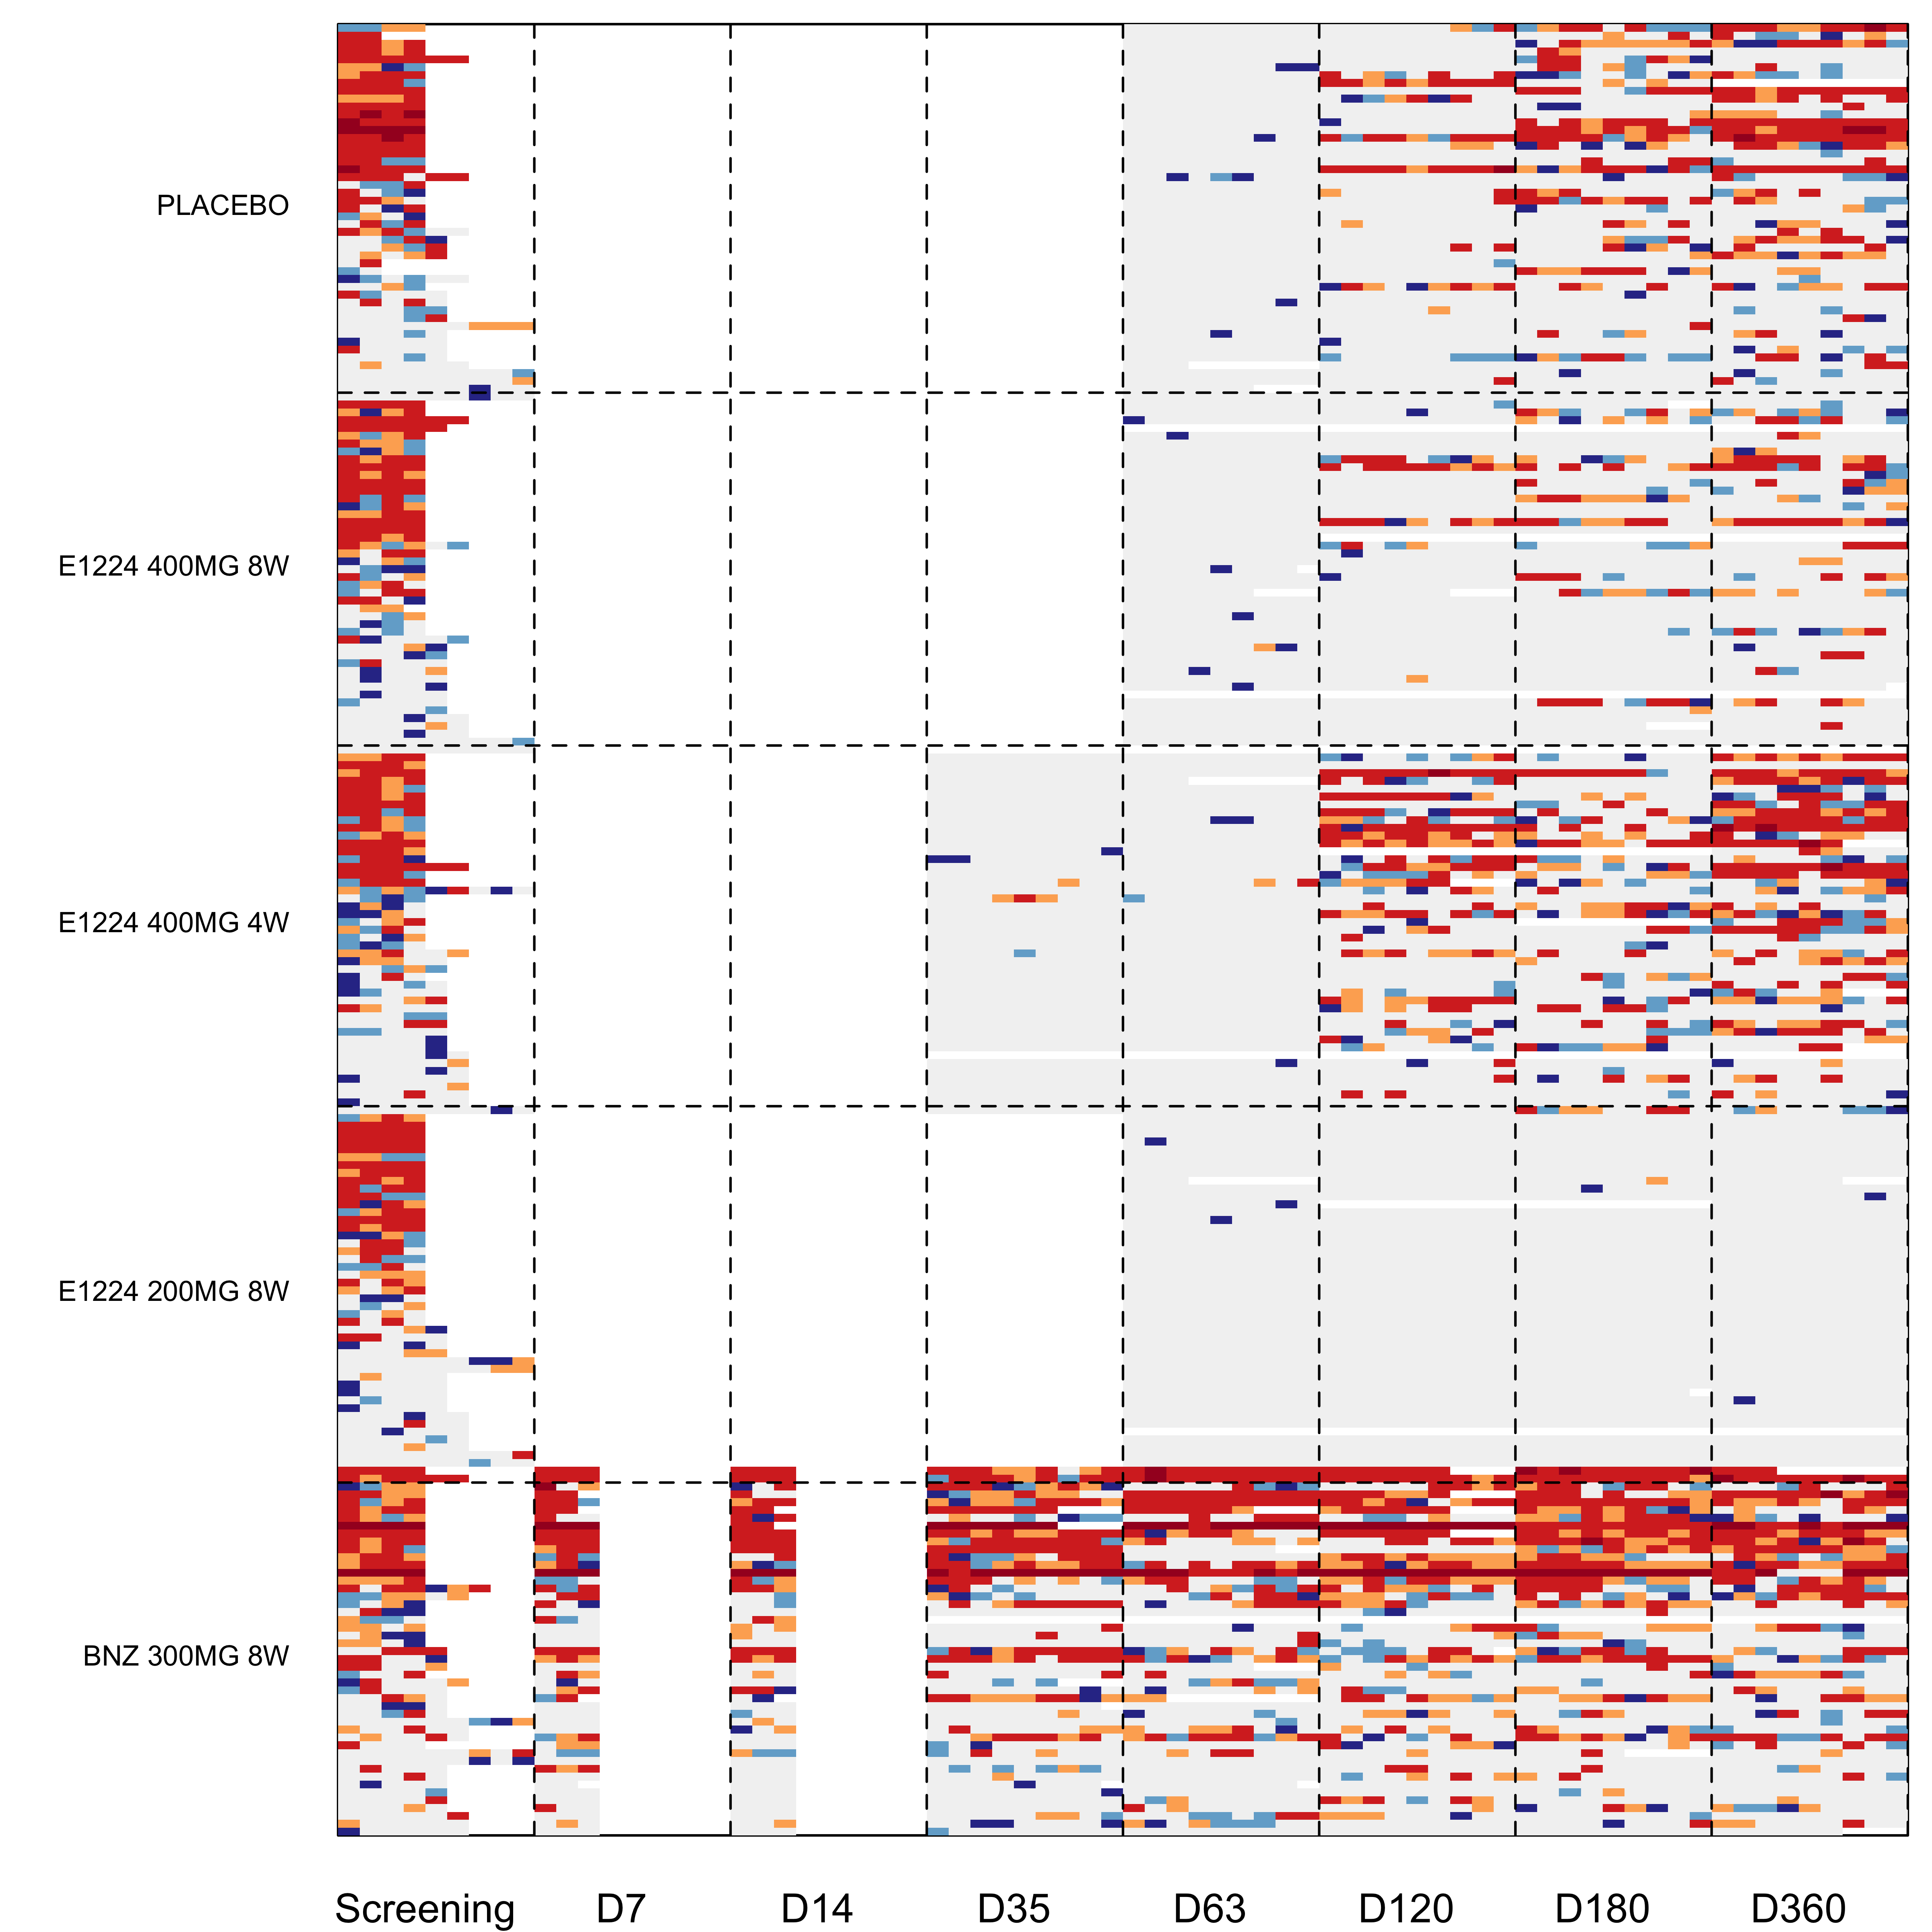 PLACEBO
E1224 400MG 8W
E1224 400MG 4W
E1224 200MG 8W
BNZ 300MG 8W
Screening D7 D14 D35 D63 D120 D180 D360